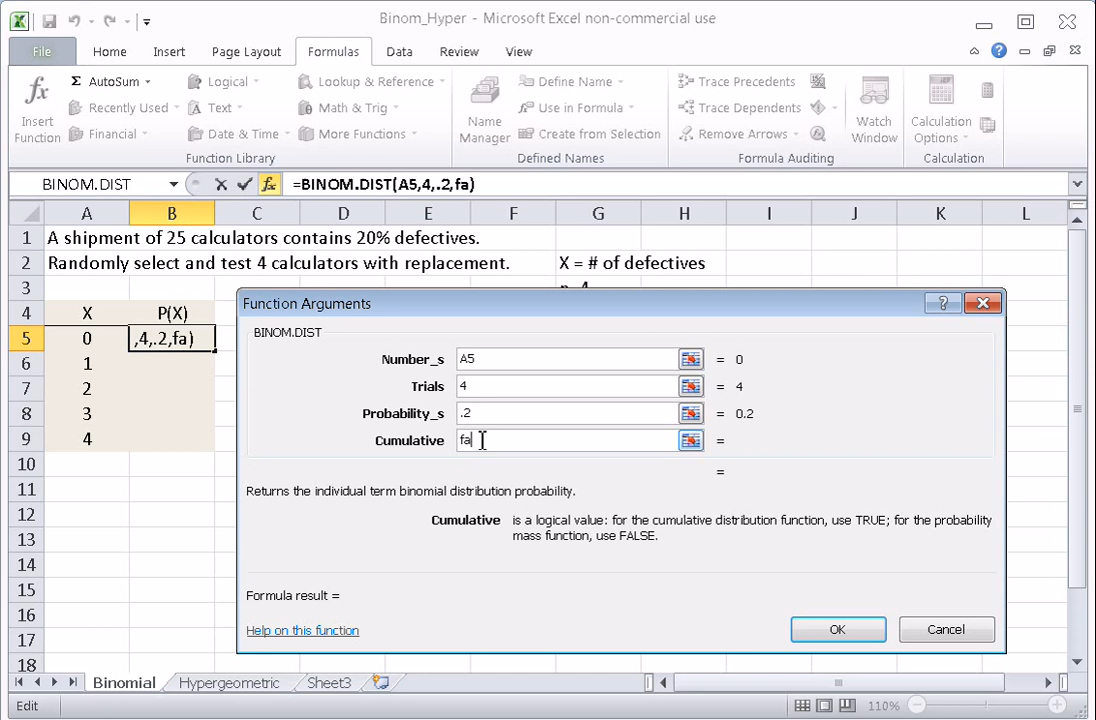 Binom_Hyper - Microsoft Excel non-commercial use
File Home Insert Page Layout Formulas Data Review View
fx Insert Function
Σ AutoSum
Recently Used
Financial
Logical
Text
Date & Time
Lookup & Reference
Math & Trig
More Functions
Function Library
Name Manager
Define Name
Use in Formula
Create from Selection
Defined Names
Trace Precedents
Trace Dependents
Remove Arrows
Formula Auditing
Watch Window
Calculation Options
Calculation
BINOM.DIST fx =BINOM.DIST(A5,4,.2,fa)
A B C D E F G H I J K L
1 A shipment of 25 calculators contains 20% defectives.
2 Randomly select and test 4 calculators with replacement. X = # of defectives
3
4 X P(X)
5 0 ,4,.2,fa)
6 1
7 2
8 3
9 4
10
11
12
13
14
15
16
17
18
Function Arguments
BINOM.DIST
Number_s A5 = 0
Trials 4 = 4
Probability_s .2 = 0.2
Cumulative fa =
=
Returns the individual term binomial distribution probability.
Cumulative is a logical value: for the cumulative distribution function, use TRUE; for the probability
mass function, use FALSE.
Formula result =
Help on this function
OK Cancel
Binomial Hypergeometric Sheet3
Edit 110%